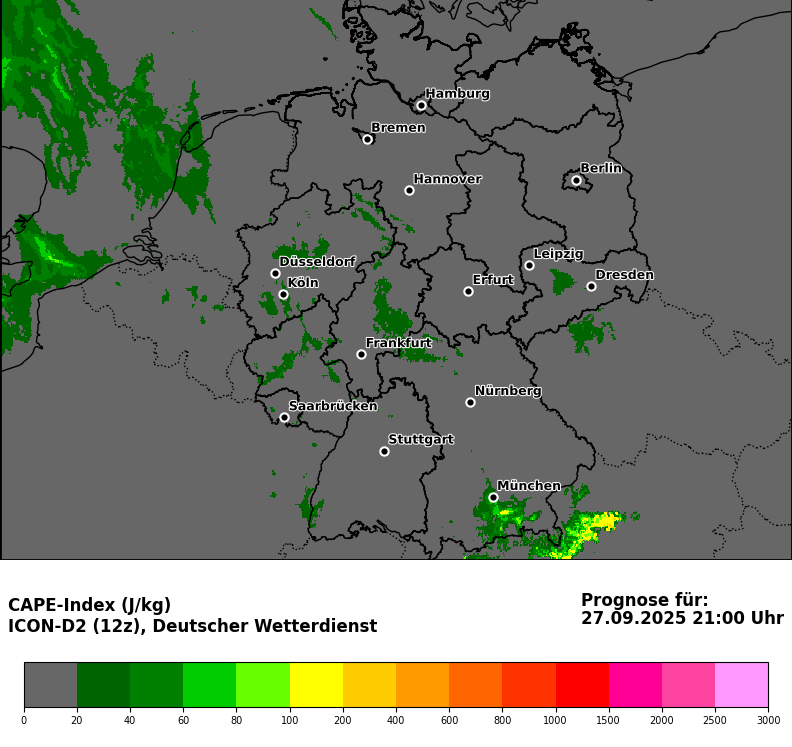 Hamburg
Bremen
Berlin
Hannover
Leipzig
Düsseldorf
Dresden
Erfurt
Köln
Frankfurt
Nürnberg
Saarbrücken
Stuttgart
München
CAPE-Index (J/kg)
ICON-D2 (12z), Deutscher Wetterdienst
Prognose für:
27.09.2025 21:00 Uhr
0 20 40 60 80 100 200 400 600 800 1000 1500 2000 2500 3000